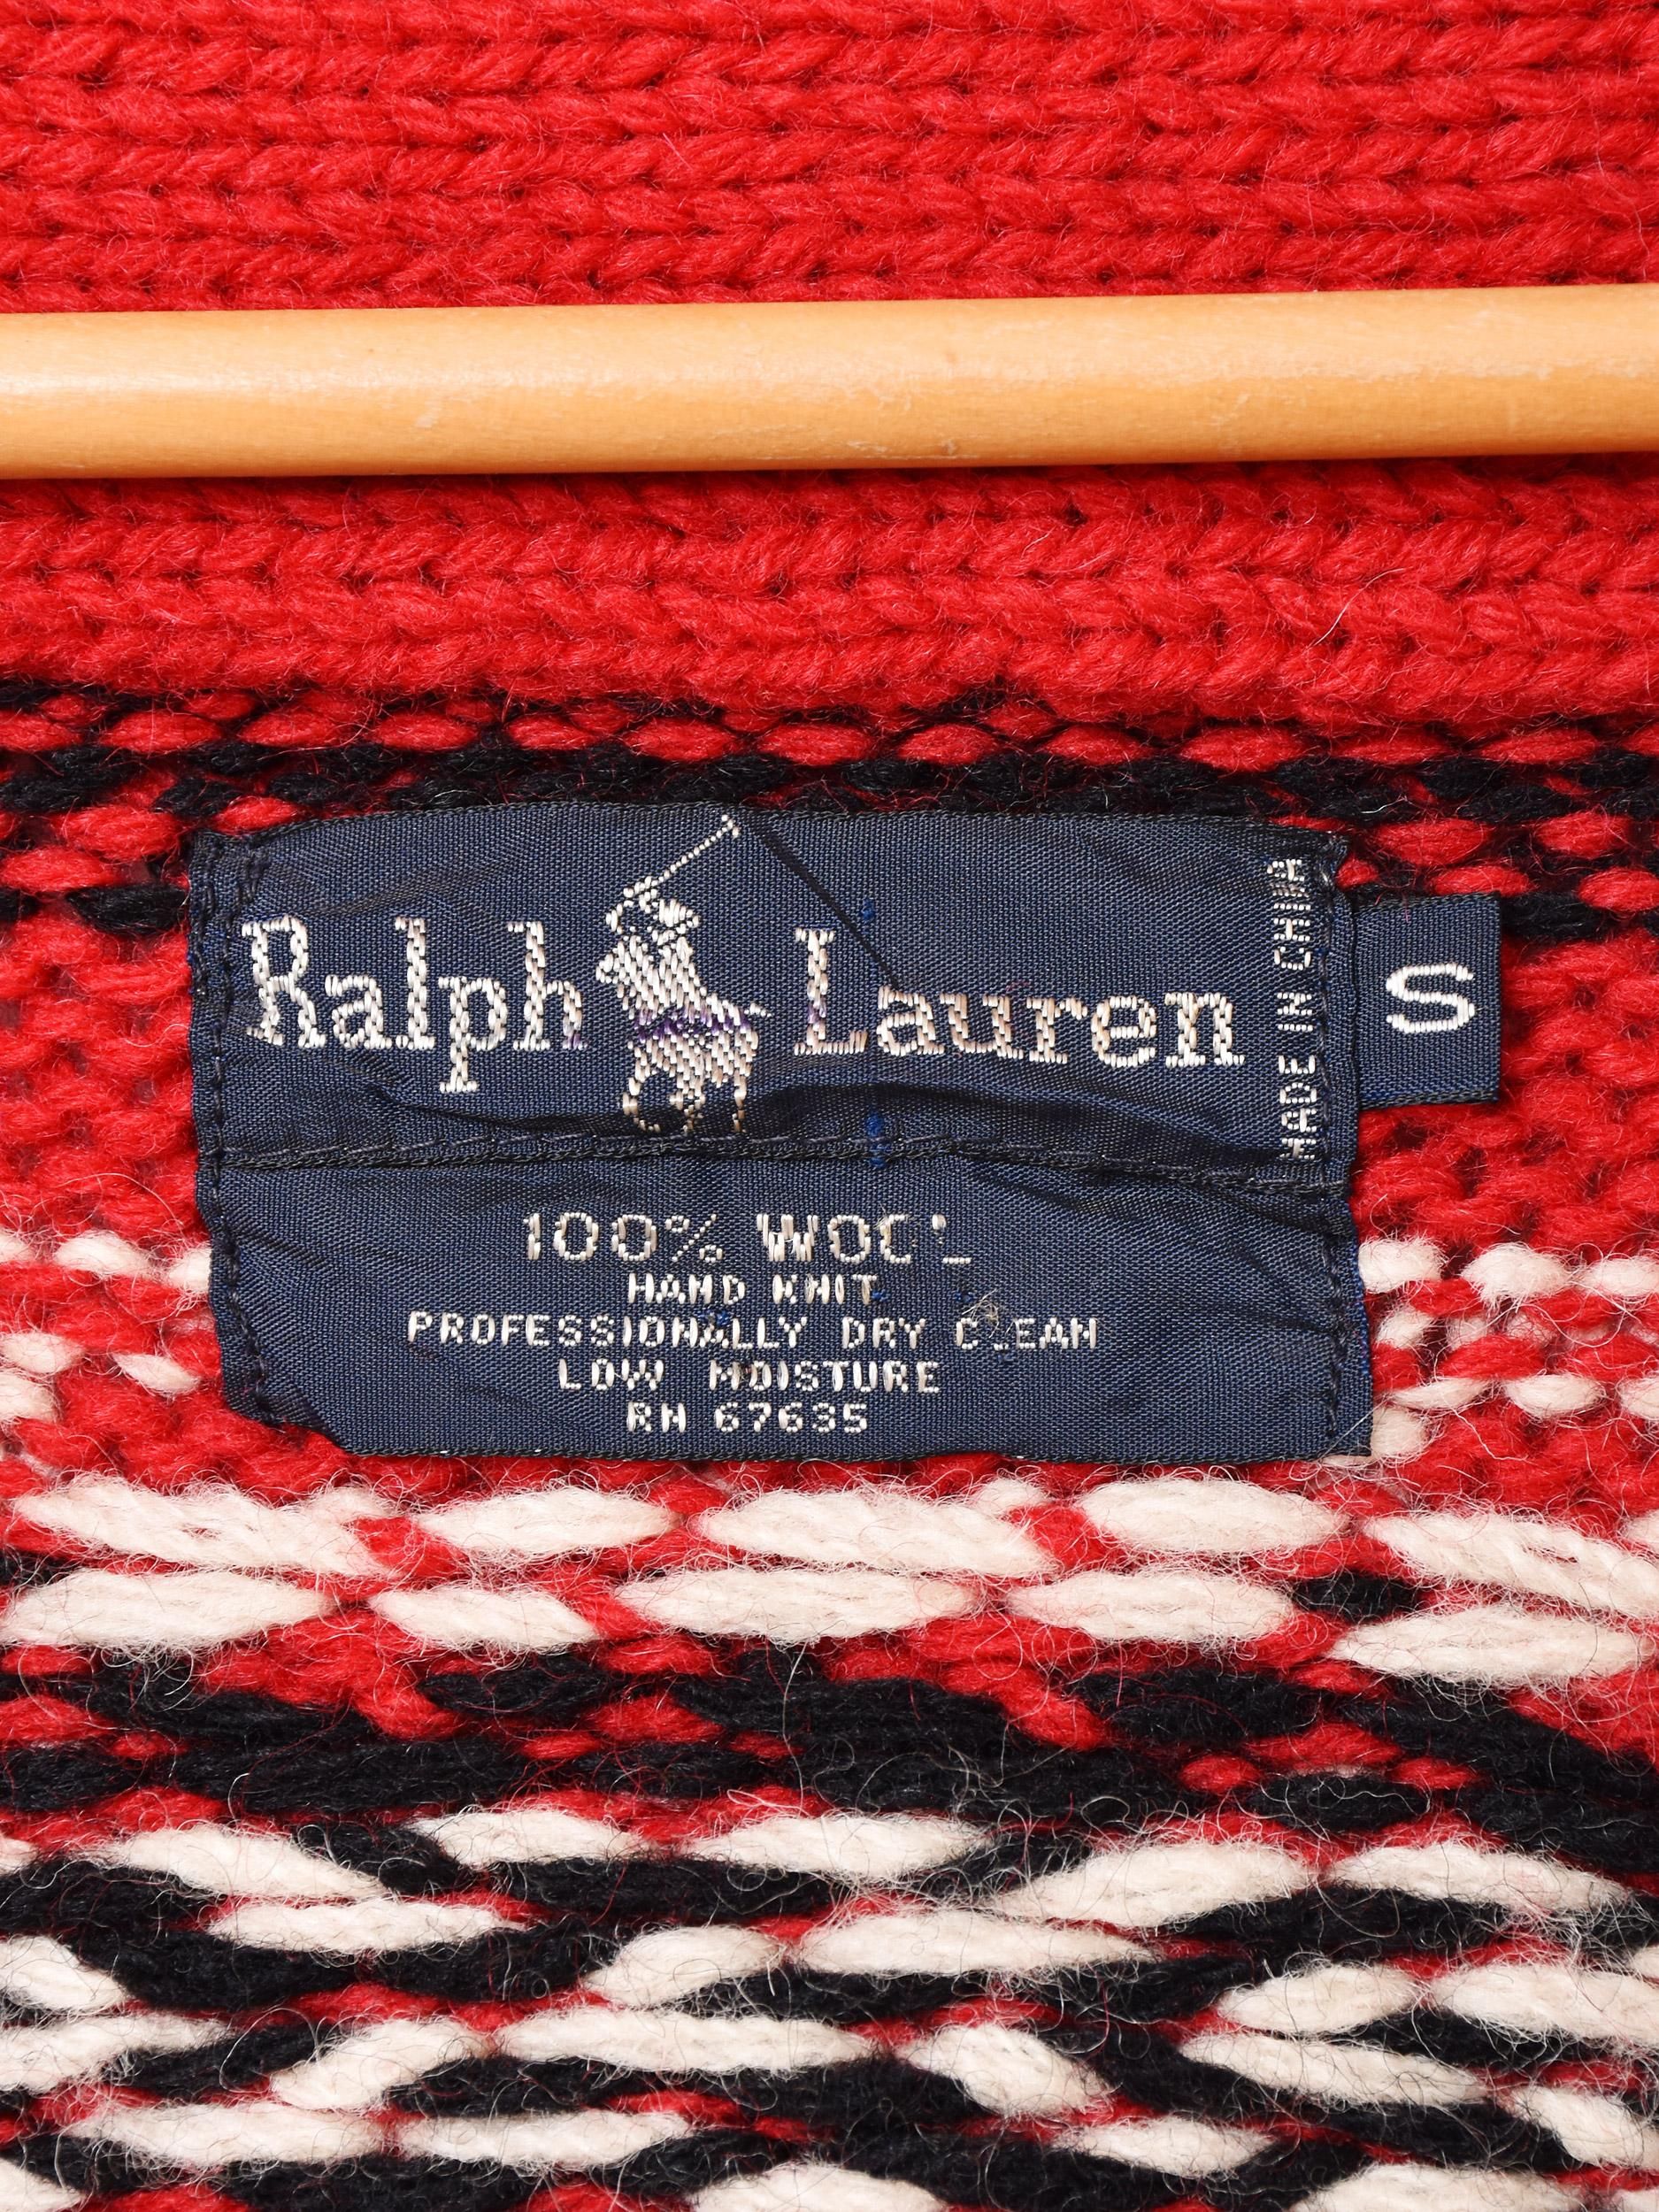 Ralph Lauren
MADE IN CHINA
S
100% WOOL
HAND KNIT
PROFESSIONALLY DRY CLEAN
LOW MOISTURE
RN 67635